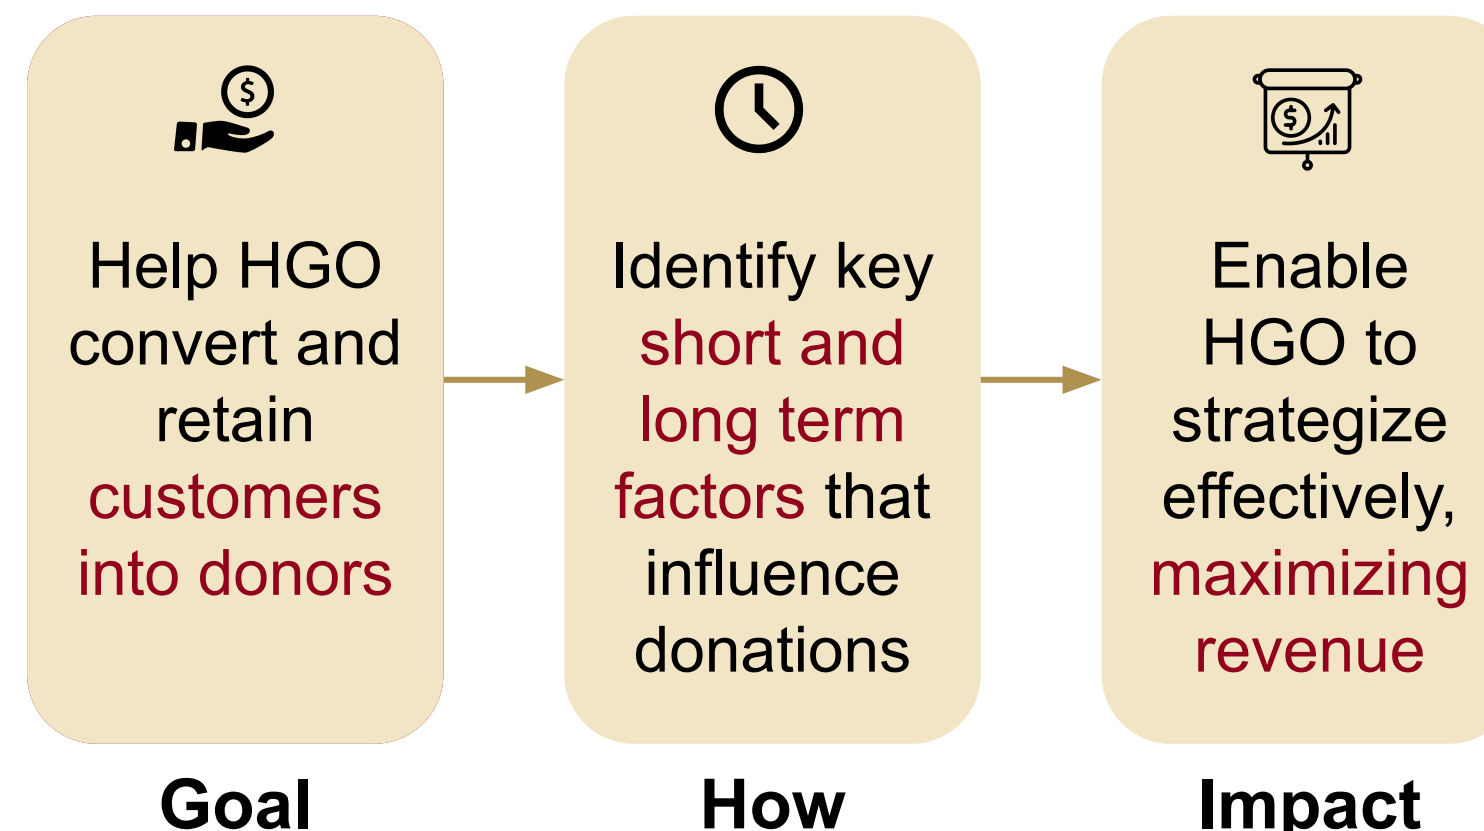 Help HGO
convert and
retain
customers
into donors
Goal
Identify key
short and
long term
factors that
influence
donations
How
Enable
HGO to
strategize
effectively,
maximizing
revenue
Impact